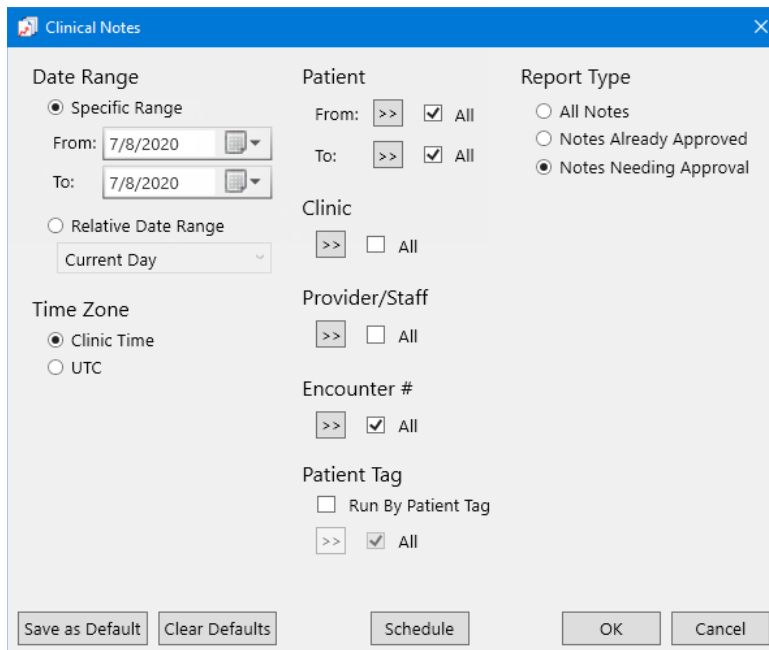 Clinical Notes
Date Range
Specific Range
From: 7/8/2020
To: 7/8/2020
Relative Date Range
Current Day
Time Zone
Clinic Time
UTC
Patient
From: >> All
To: >> All
Clinic
>> All
Provider/Staff
>> All
Encounter #
>> All
Patient Tag
Run By Patient Tag
>> All
Report Type
All Notes
Notes Already Approved
Notes Needing Approval
Save as Default Clear Defaults Schedule OK Cancel